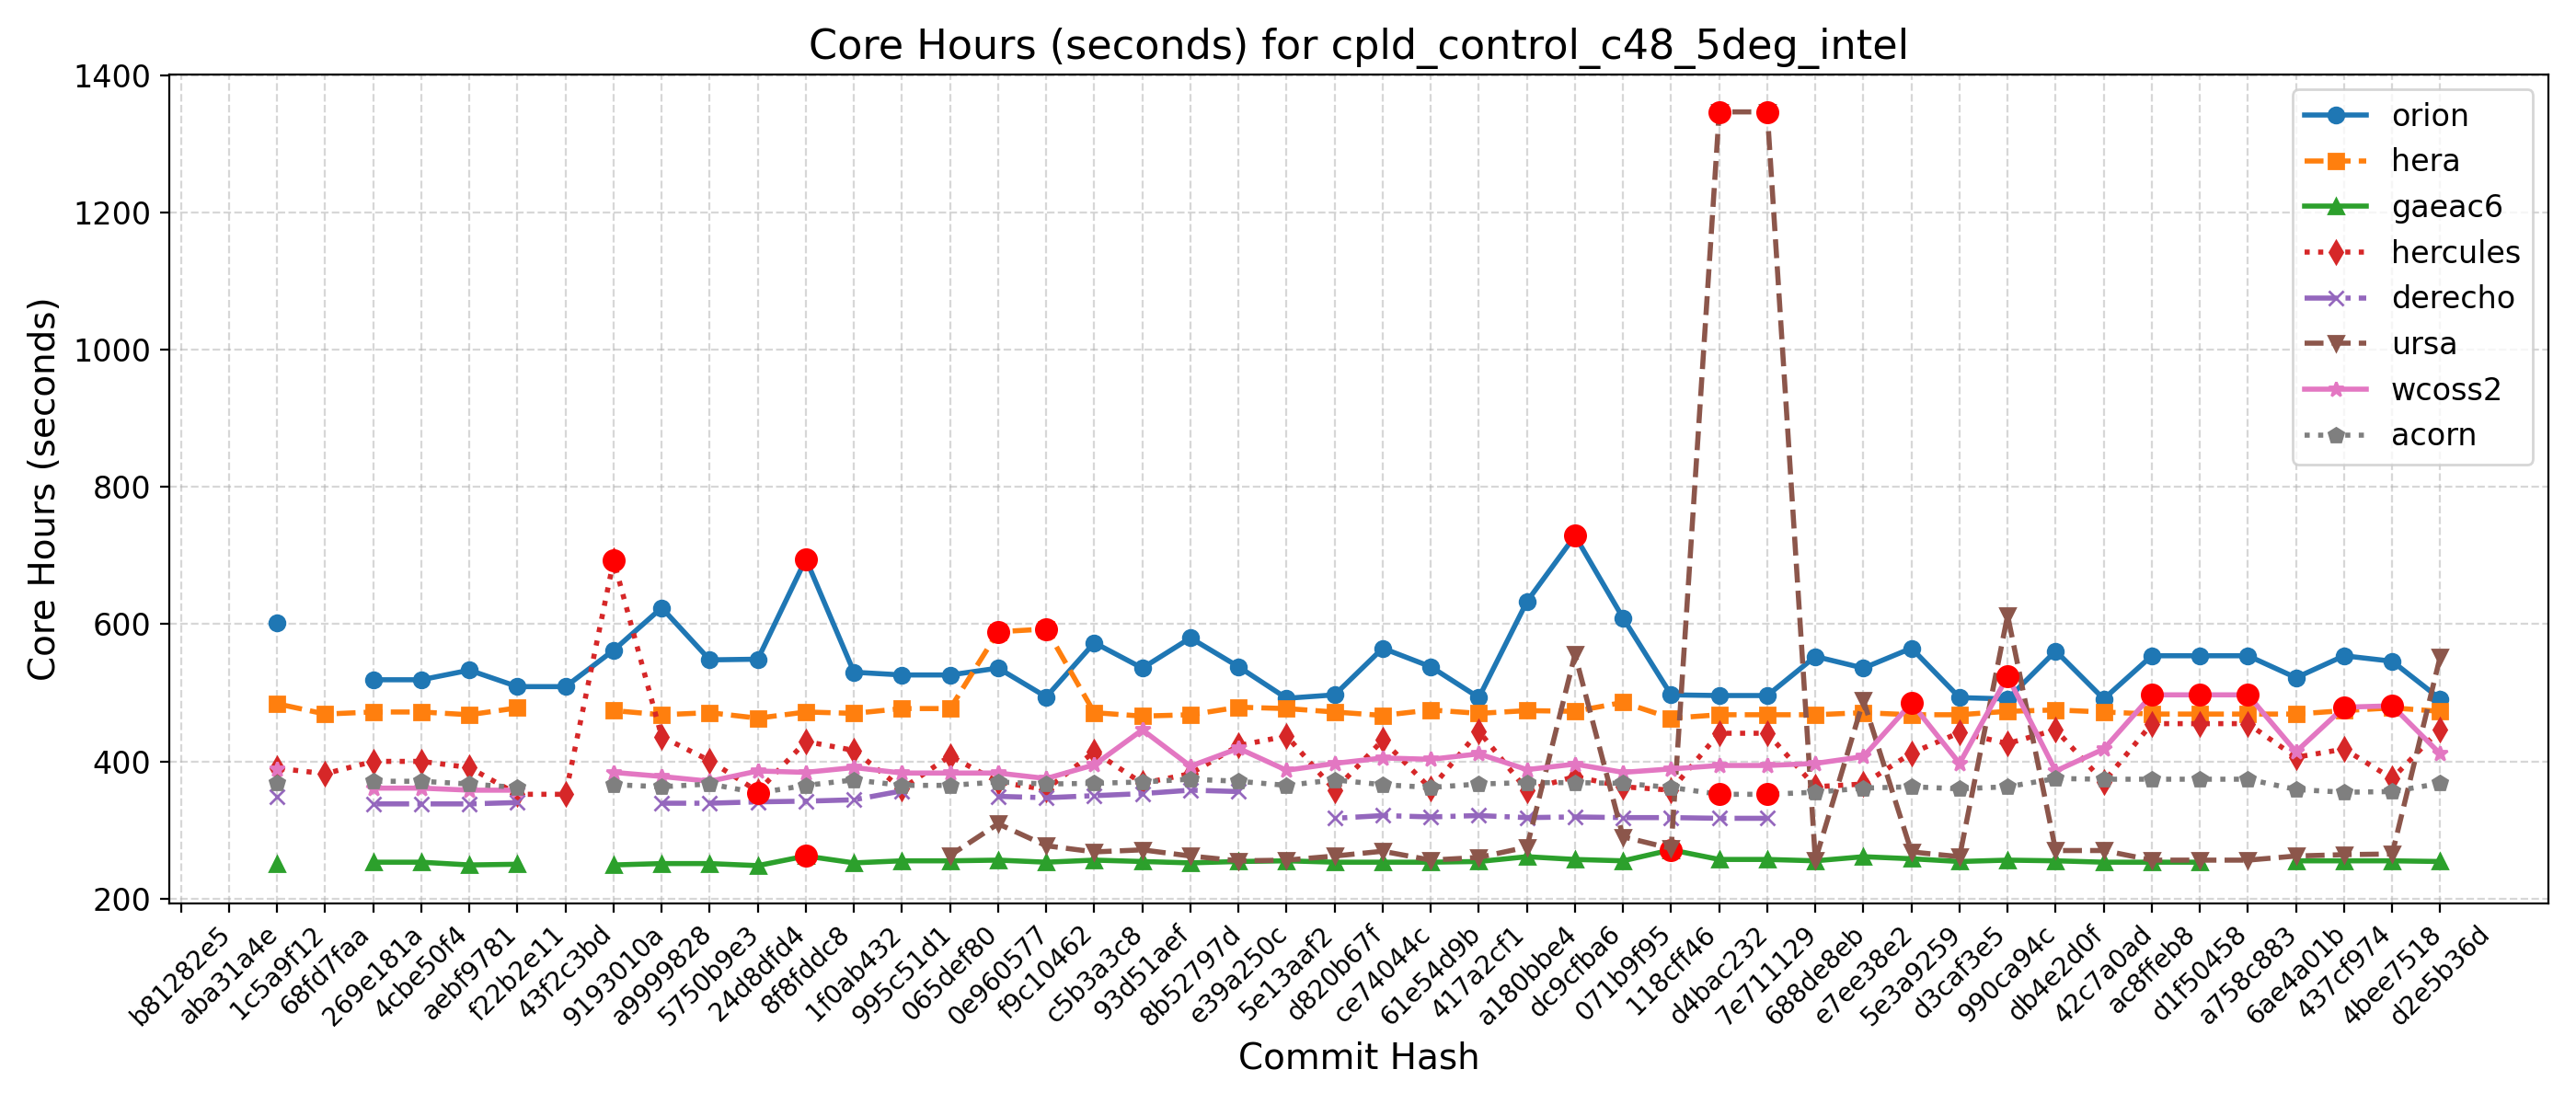 Core Hours (seconds) for cpld_control_c48_5deg_intel
Core Hours (seconds)
1400
1200
1000
800
600
400
200
orion
hera
gaeac6
hercules
derecho
ursa
wcoss2
acorn
b81282e5
aba31a4e
1c5a9f12
68fd7faa
269e181a
4cbe50f4
aebf9781
f22b2e11
43f2c3bd
9193010a
a9999828
5750b9e3
24d8dfd4
8f8fddc8
1f0ab432
995c51d1
065def80
0e960577
f9c10462
c5b3a3c8
93d51aef
8b52797d
e39a250c
5e13aaf2
d820b67f
ce74044c
61e54d9b
417a2cf1
a180bbe4
dc9cfba6
071b9f95
118cff46
d4bac232
7e711129
688de8eb
e7ee38e2
5e3a9259
d3caf3e5
990ca94c
db4e2d0f
42c7a0ad
ac8ffeb8
d1f50458
a758c883
6ae4a01b
437cf974
4bee7518
d2e5b36d
Commit Hash